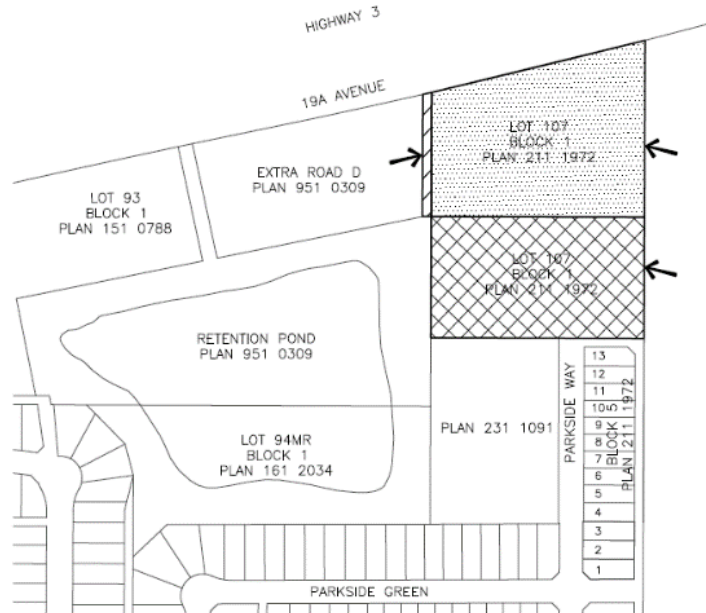 HIGHWAY 3
19A AVENUE
LOT 107
BLOCK 1
PLAN 211 1972
EXTRA ROAD D
PLAN 951 0309
LOT 93
BLOCK 1
PLAN 151 0788
LOT 107
BLOCK 1
PLAN 211 1972
RETENTION POND
PLAN 951 0309
LOT 94MR
BLOCK 1
PLAN 161 2034
PLAN 231 1091
PARKSIDE WAY
13
12
11
10
9
8
7
6
5
4
3
2
1
BLOCK 5
PLAN 211 1972
PARKSIDE GREEN